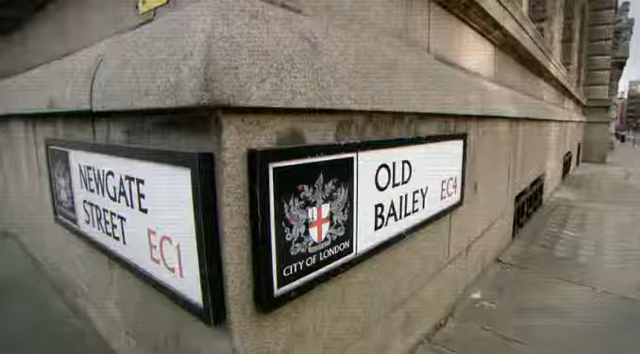 NEWGATE
STREET
EC1
OLD
BAILEY
EC4
CITY OF LONDON